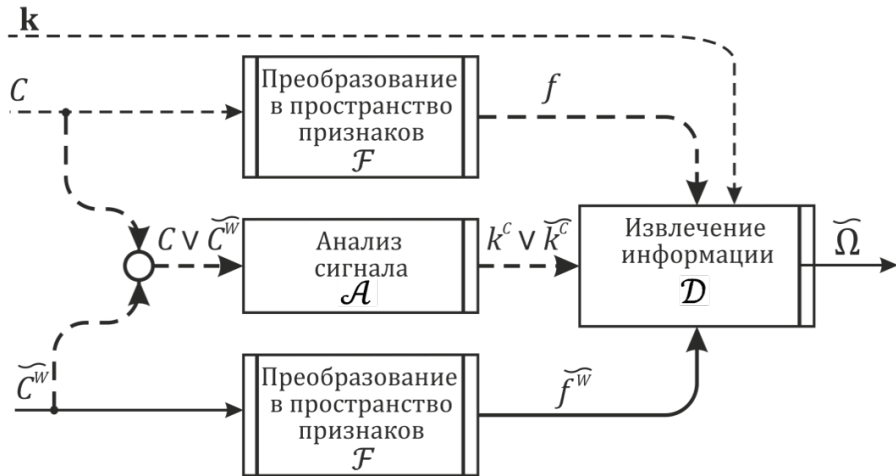 k
C
Преобразование
в пространство
признаков
ℱ
f
C ∨ C̃ᵂ
Анализ
сигнала
𝒜
kᶜ ∨ k̃ᶜ
Извлечение
информации
𝒟
Ω̃
C̃ᵂ
Преобразование
в пространство
признаков
ℱ
f̃ᵂ